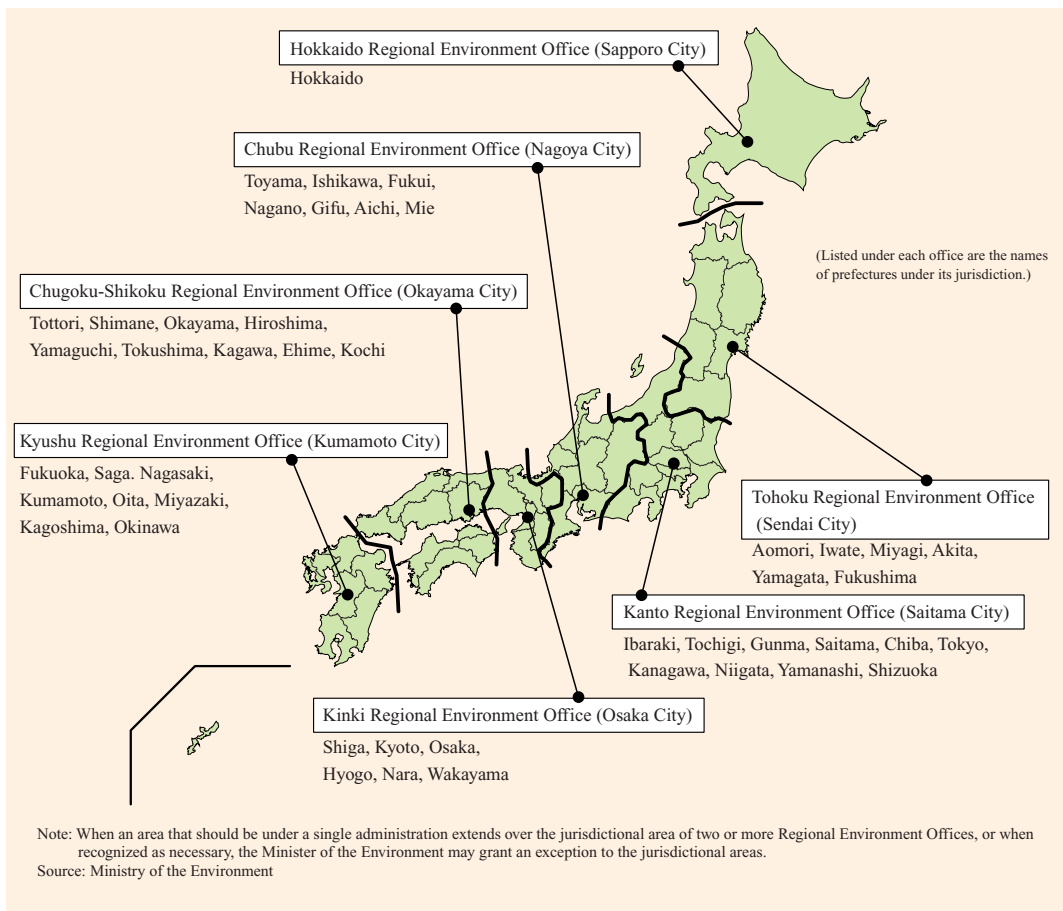 Hokkaido Regional Environment Office (Sapporo City)
Hokkaido
Chubu Regional Environment Office (Nagoya City)
Toyama, Ishikawa, Fukui,
Nagano, Gifu, Aichi, Mie
(Listed under each office are the names
of prefectures under its jurisdiction.)
Chugoku-Shikoku Regional Environment Office (Okayama City)
Tottori, Shimane, Okayama, Hiroshima,
Yamaguchi, Tokushima, Kagawa, Ehime, Kochi
Kyushu Regional Environment Office (Kumamoto City)
Fukuoka, Saga. Nagasaki,
Kumamoto, Oita, Miyazaki,
Kagoshima, Okinawa
Tohoku Regional Environment Office
(Sendai City)
Aomori, Iwate, Miyagi, Akita,
Yamagata, Fukushima
Kanto Regional Environment Office (Saitama City)
Ibaraki, Tochigi, Gunma, Saitama, Chiba, Tokyo,
Kanagawa, Niigata, Yamanashi, Shizuoka
Kinki Regional Environment Office (Osaka City)
Shiga, Kyoto, Osaka,
Hyogo, Nara, Wakayama
Note: When an area that should be under a single administration extends over the jurisdictional area of two or more Regional Environment Offices, or when
recognized as necessary, the Minister of the Environment may grant an exception to the jurisdictional areas.
Source: Ministry of the Environment